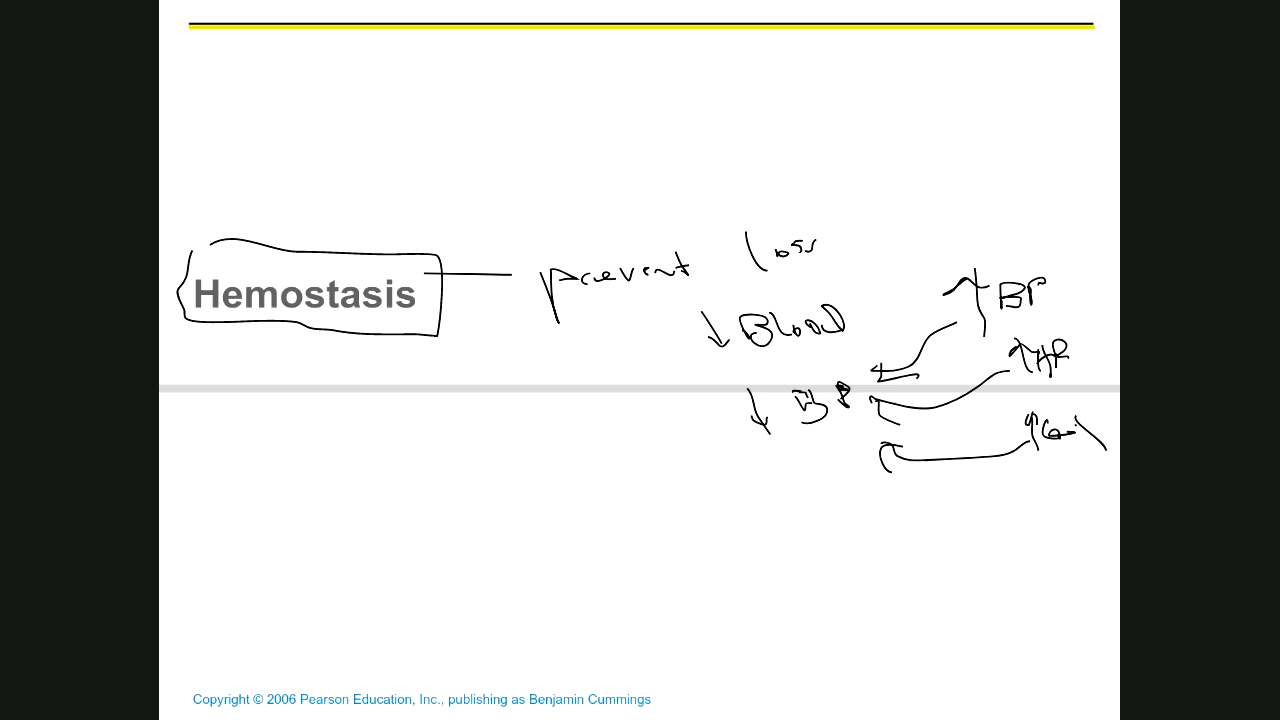 Hemostasis
prevent loss
↓ Blood
↓ BP
↑ BP
↑ HR
Copyright © 2006 Pearson Education, Inc., publishing as Benjamin Cummings